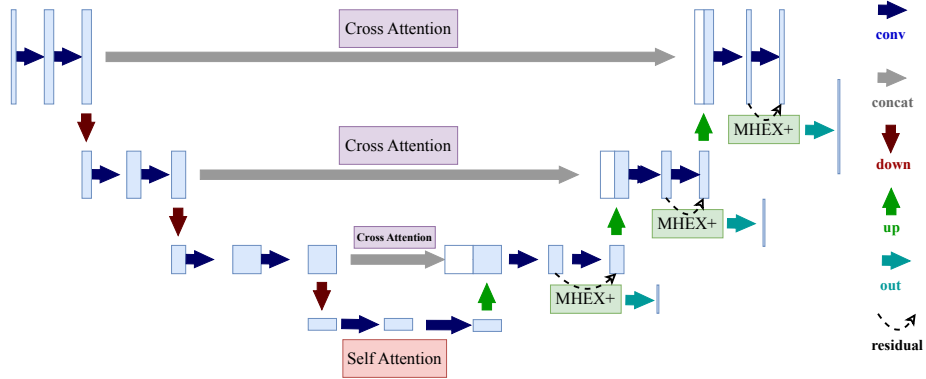 Cross Attention
conv
concat
MHEX+
Cross Attention
down
MHEX+
up
Cross Attention
out
MHEX+
residual
Self Attention